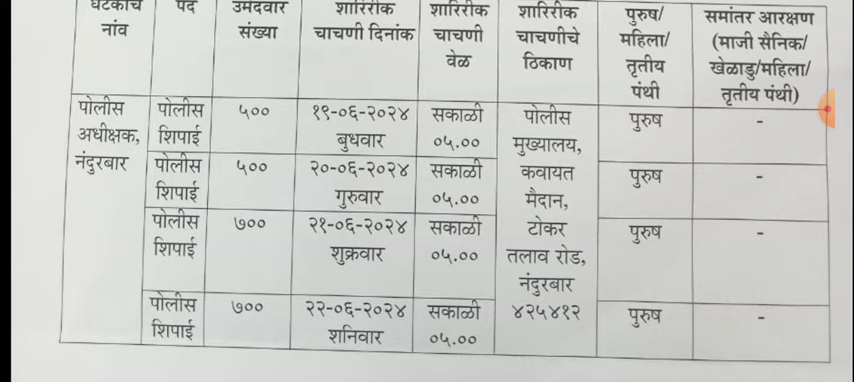 घटकाचे
नांव
पद
उमेदवार
संख्या
शारिरीक
चाचणी दिनांक
शारिरीक
चाचणी
वेळ
शारिरीक
चाचणीचे
ठिकाण
पुरुष/
महिला/
तृतीय
पंथी
समांतर आरक्षण
(माजी सैनिक/
खेळाडु/महिला/
तृतीय पंथी)
पोलीस
अधीक्षक,
नंदुरबार
पोलीस
शिपाई
५००
१९-०६-२०२४
बुधवार
सकाळी
०५.००
पोलीस
मुख्यालय,
कवायत
मैदान,
टोकर
तलाव रोड,
नंदुरबार
४२५४१२
पुरुष
-
पोलीस
शिपाई
५००
२०-०६-२०२४
गुरुवार
सकाळी
०५.००
पुरुष
-
पोलीस
शिपाई
७००
२१-०६-२०२४
शुक्रवार
सकाळी
०५.००
पुरुष
-
पोलीस
शिपाई
७००
२२-०६-२०२४
शनिवार
सकाळी
०५.००
पुरुष
-